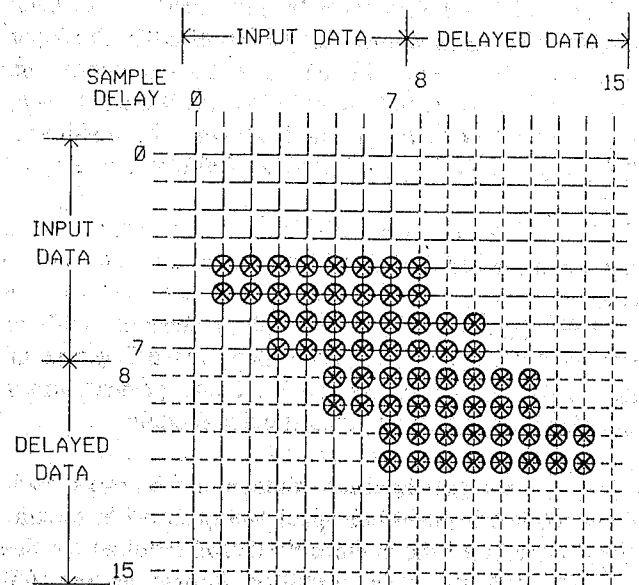 INPUT DATA DELAYED DATA
SAMPLE DELAY
Ø 7 8 15
Ø
INPUT DATA
7
8
DELAYED DATA
15